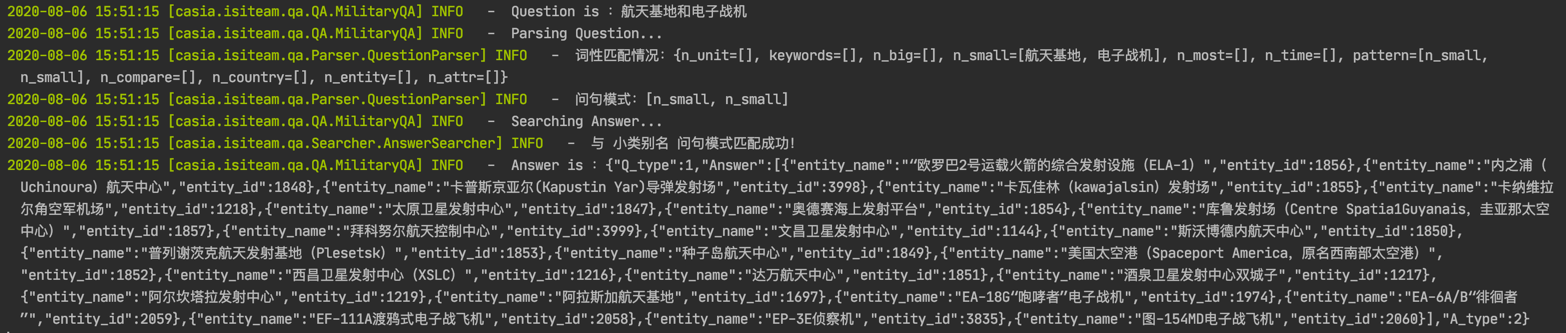 2020-08-06 15:51:15 [casia.isiteam.qa.QA.MilitaryQA] INFO   -  Question is : 航天基地和电子战机
2020-08-06 15:51:15 [casia.isiteam.qa.QA.MilitaryQA] INFO   -  Parsing Question...
2020-08-06 15:51:15 [casia.isiteam.qa.Parser.QuestionParser] INFO   -  词性匹配情况: {n_unit=[], keywords=[], n_big=[], n_small=[航天基地, 电子战机], n_most=[], n_time=[], pattern=[n_small,
n_small], n_compare=[], n_country=[], n_entity=[], n_attr=[]}
2020-08-06 15:51:15 [casia.isiteam.qa.Parser.QuestionParser] INFO   -  问句模式: [n_small, n_small]
2020-08-06 15:51:15 [casia.isiteam.qa.QA.MilitaryQA] INFO   -  Searching Answer...
2020-08-06 15:51:15 [casia.isiteam.qa.Searcher.AnswerSearcher] INFO   -  与 小类别名 问句模式匹配成功!
2020-08-06 15:51:15 [casia.isiteam.qa.QA.MilitaryQA] INFO   -  Answer is : {"Q_type":1,"Answer":[{"entity_name":"“欧罗巴2号运载火箭的综合发射设施（ELA-1）","entity_id":1856},{"entity_name":"内之浦（
Uchinoura）航天中心","entity_id":1848},{"entity_name":"卡普斯京亚尔(Kapustin Yar)导弹发射场","entity_id":3998},{"entity_name":"卡瓦佳林（kawajalsin）发射场","entity_id":1855},{"entity_name":"卡纳维拉
尔角空军机场","entity_id":1218},{"entity_name":"太原卫星发射中心","entity_id":1847},{"entity_name":"奥德赛海上发射平台","entity_id":1854},{"entity_name":"库鲁发射场（Centre Spatia1Guyanais，圭亚那太空
中心）","entity_id":1857},{"entity_name":"拜科努尔航天控制中心","entity_id":3999},{"entity_name":"文昌卫星发射中心","entity_id":1144},{"entity_name":"斯沃博德内航天中心","entity_id":1850},
{"entity_name":"普列谢茨克航天发射基地（Plesetsk）","entity_id":1853},{"entity_name":"种子岛航天中心","entity_id":1849},{"entity_name":"美国太空港（Spaceport America，原名西南部太空港）",
"entity_id":1852},{"entity_name":"西昌卫星发射中心（XSLC）","entity_id":1216},{"entity_name":"达万航天中心","entity_id":1851},{"entity_name":"酒泉卫星发射中心双城子","entity_id":1217},
{"entity_name":"阿尔坎塔拉发射中心","entity_id":1219},{"entity_name":"阿拉斯加航天基地","entity_id":1697},{"entity_name":"EA-18G“咆哮者”电子战机","entity_id":1974},{"entity_name":"EA-6A/B“徘徊者
”","entity_id":2059},{"entity_name":"EF-111A渡鸦式电子战飞机","entity_id":2058},{"entity_name":"EP-3E侦察机","entity_id":3835},{"entity_name":"图-154MD电子战飞机","entity_id":2060}],"A_type":2}